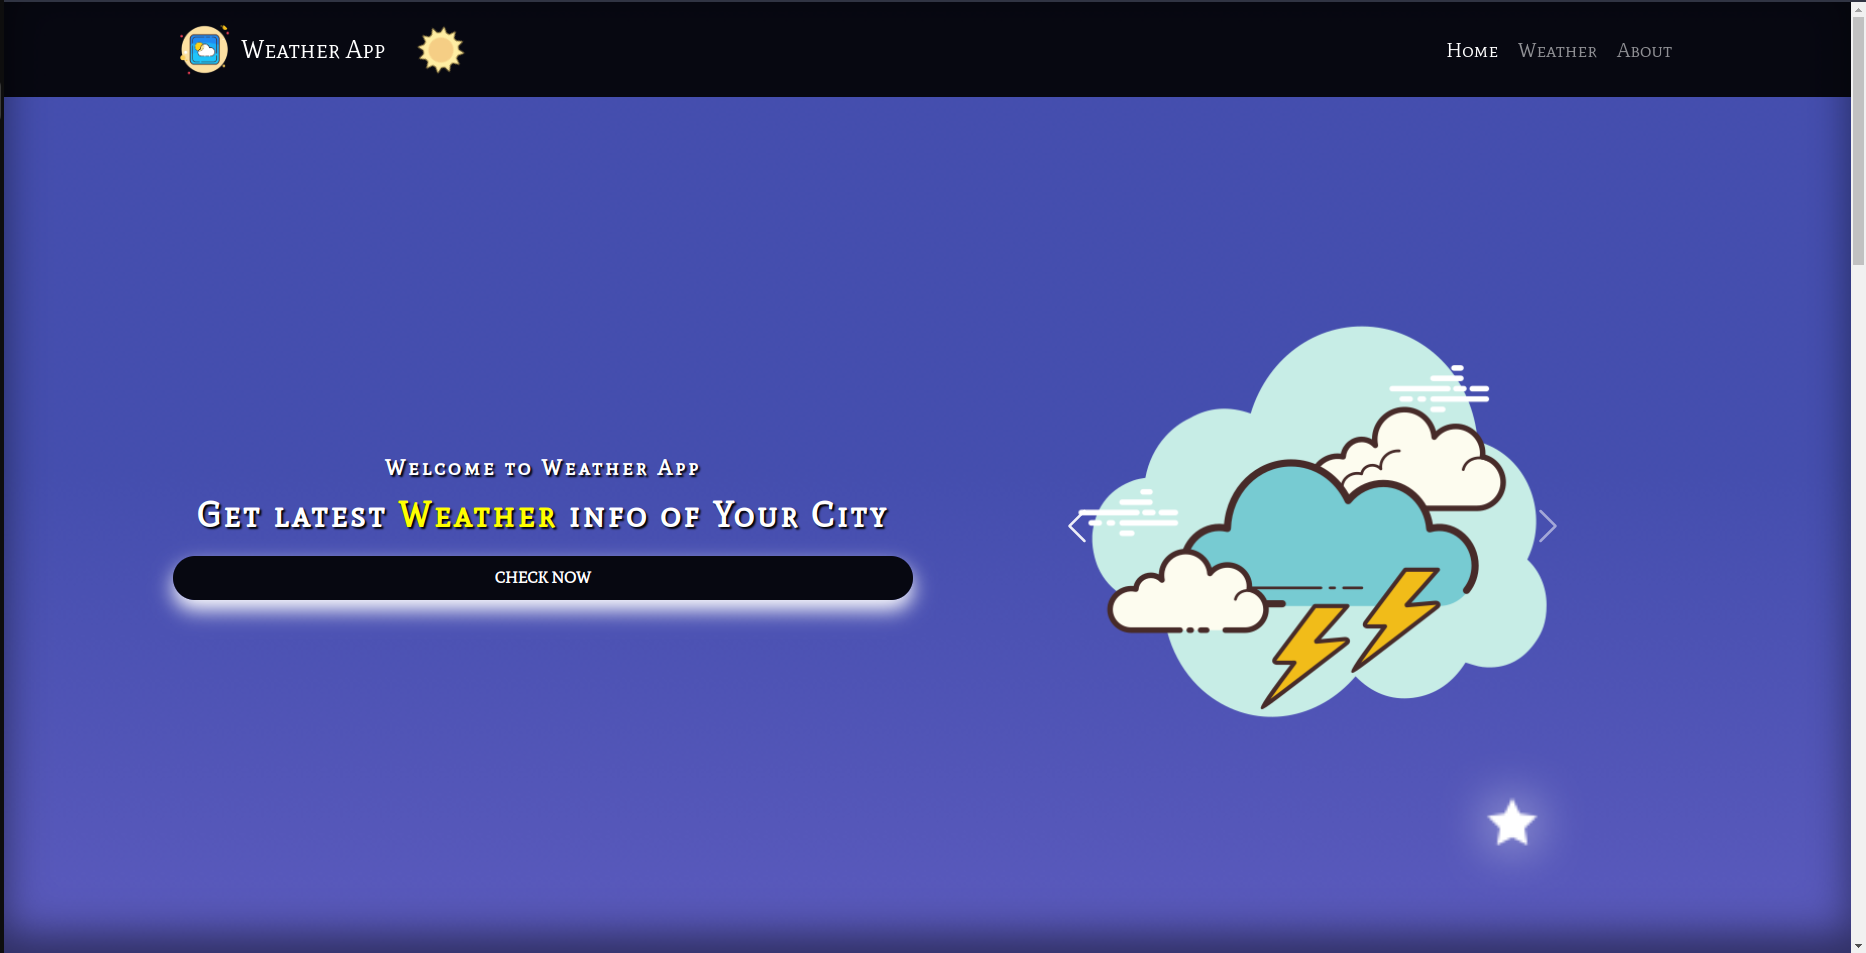 Weather App
Home Weather About
Welcome to Weather App
Get latest Weather info of Your City
CHECK NOW